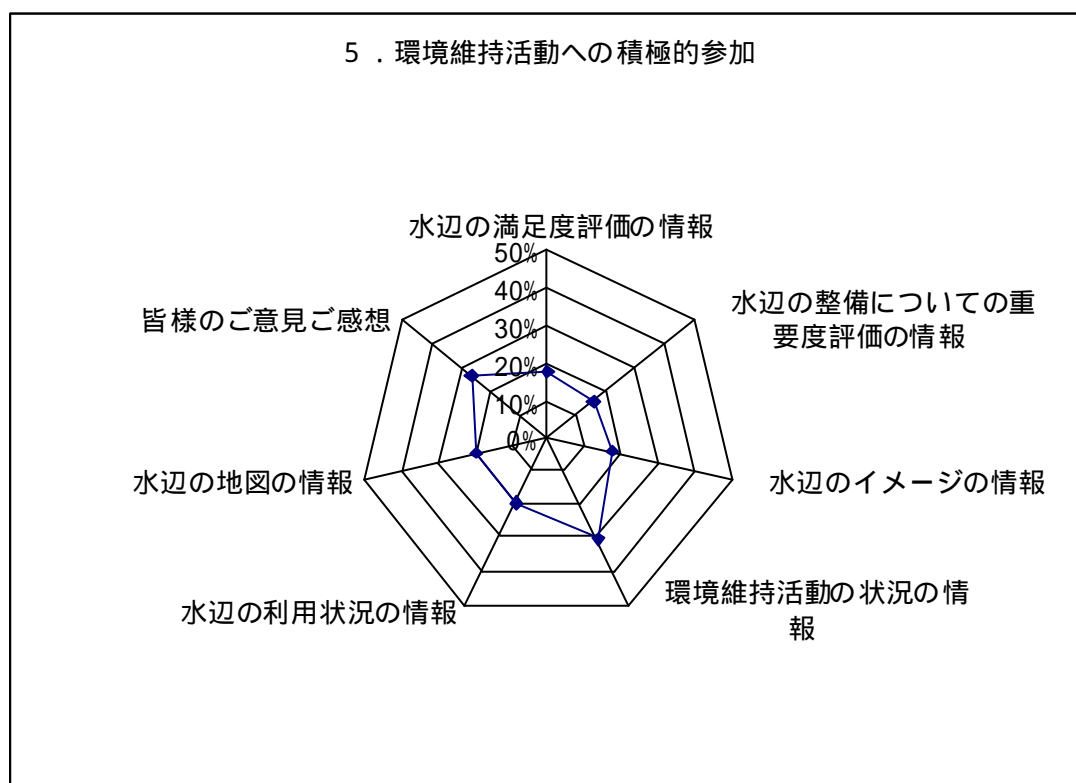 5．環境維持活動への積極的参加
水辺の満足度評価の情報
50%
40%
30%
20%
10%
0%
水辺の整備についての重
要度評価の情報
水辺のイメージの情報
環境維持活動の状況の情
報
水辺の利用状況の情報
水辺の地図の情報
皆様のご意見ご感想